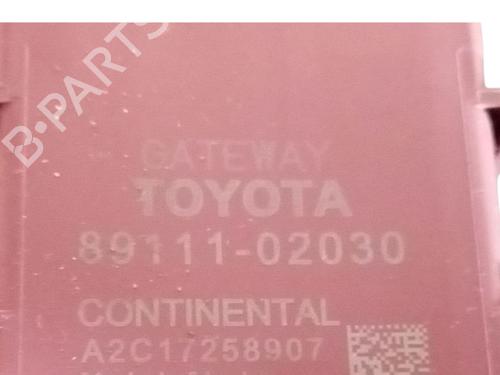 B-PARTS
GATEWAY
TOYOTA
89111-02030
CONTINENTAL
A2C17258907